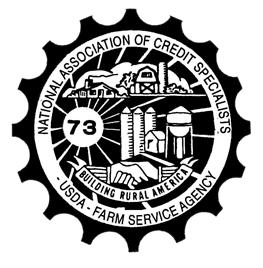 NATIONAL ASSOCIATION OF CREDIT SPECIALISTS
73
BUILDING RURAL AMERICA
- USDA - FARM SERVICE AGENCY -